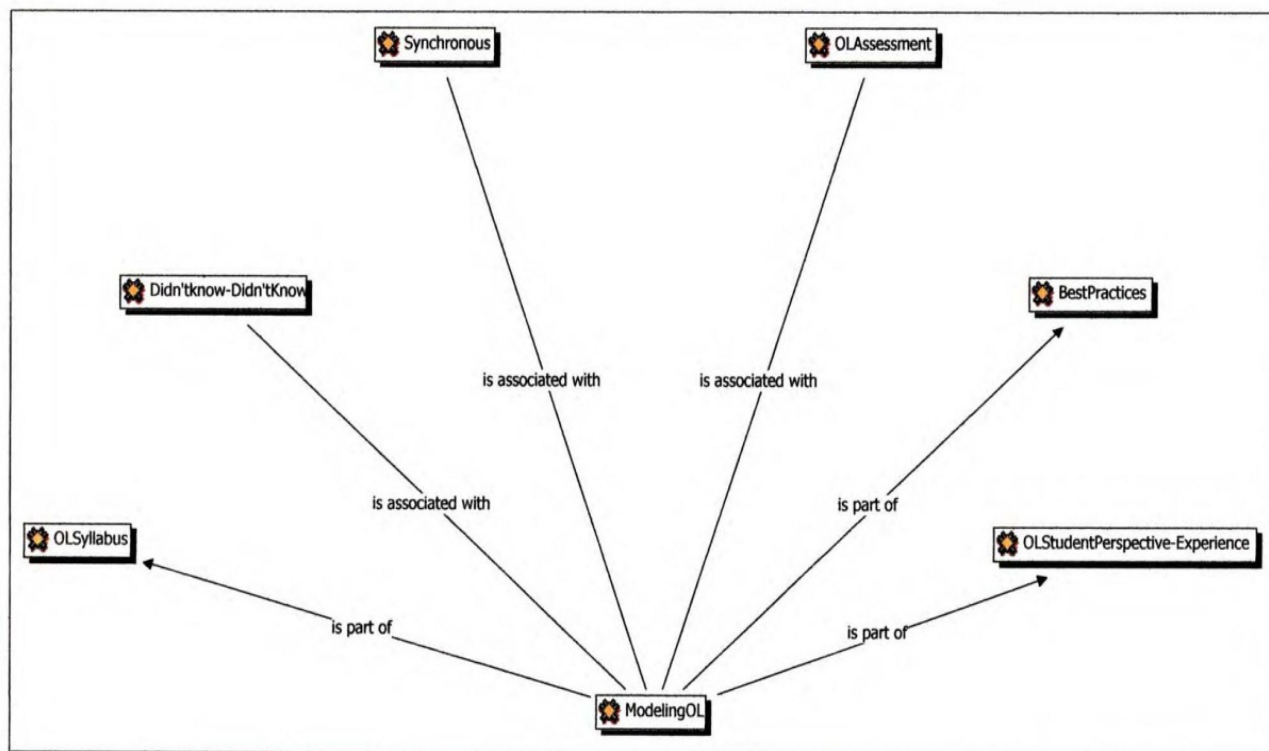 Synchronous
OLAssessment
Didn'tknow-Didn'tKnow
BestPractices
is associated with
is associated with
is associated with
is part of
OLSyllabus
OLStudentPerspective-Experience
is part of
is part of
ModelingOL